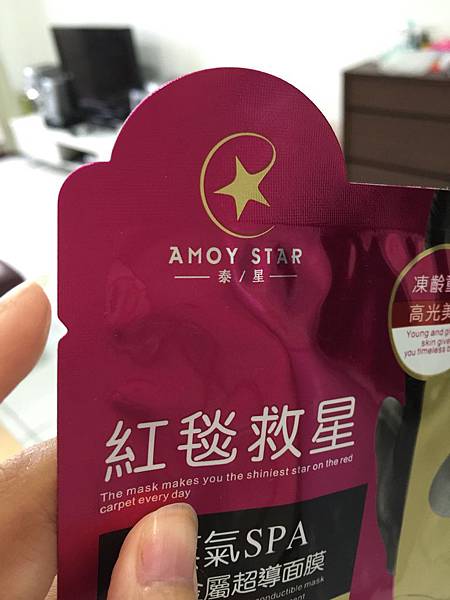 AMOY STAR
泰/星
凍齡
高光美
Young and
skin give
you timeless b
紅毯救星
The mask makes you the shiniest star on the red
carpet every day
氣SPA
屬超導面膜
onductible mask